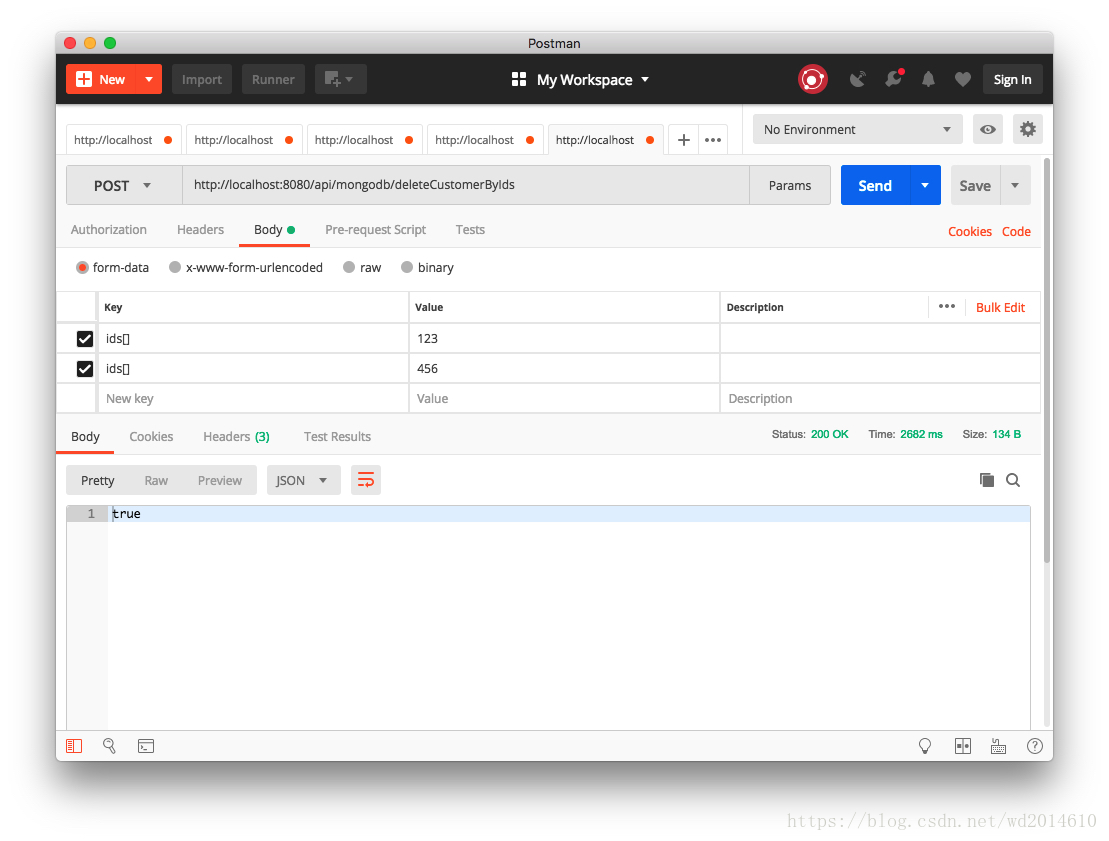 Postman
New Import Runner My Workspace Sign In
http://localhost http://localhost http://localhost http://localhost http://localhost No Environment
POST http://localhost:8080/api/mongodb/deleteCustomerByIds Params Send Save
Authorization Headers Body Pre-request Script Tests Cookies Code
form-data x-www-form-urlencoded raw binary
Key Value Description Bulk Edit
ids[] 123
ids[] 456
New key Value Description
Body Cookies Headers (3) Test Results Status: 200 OK Time: 2682 ms Size: 134 B
Pretty Raw Preview JSON
1 true
https://blog.csdn.net/wd2014610